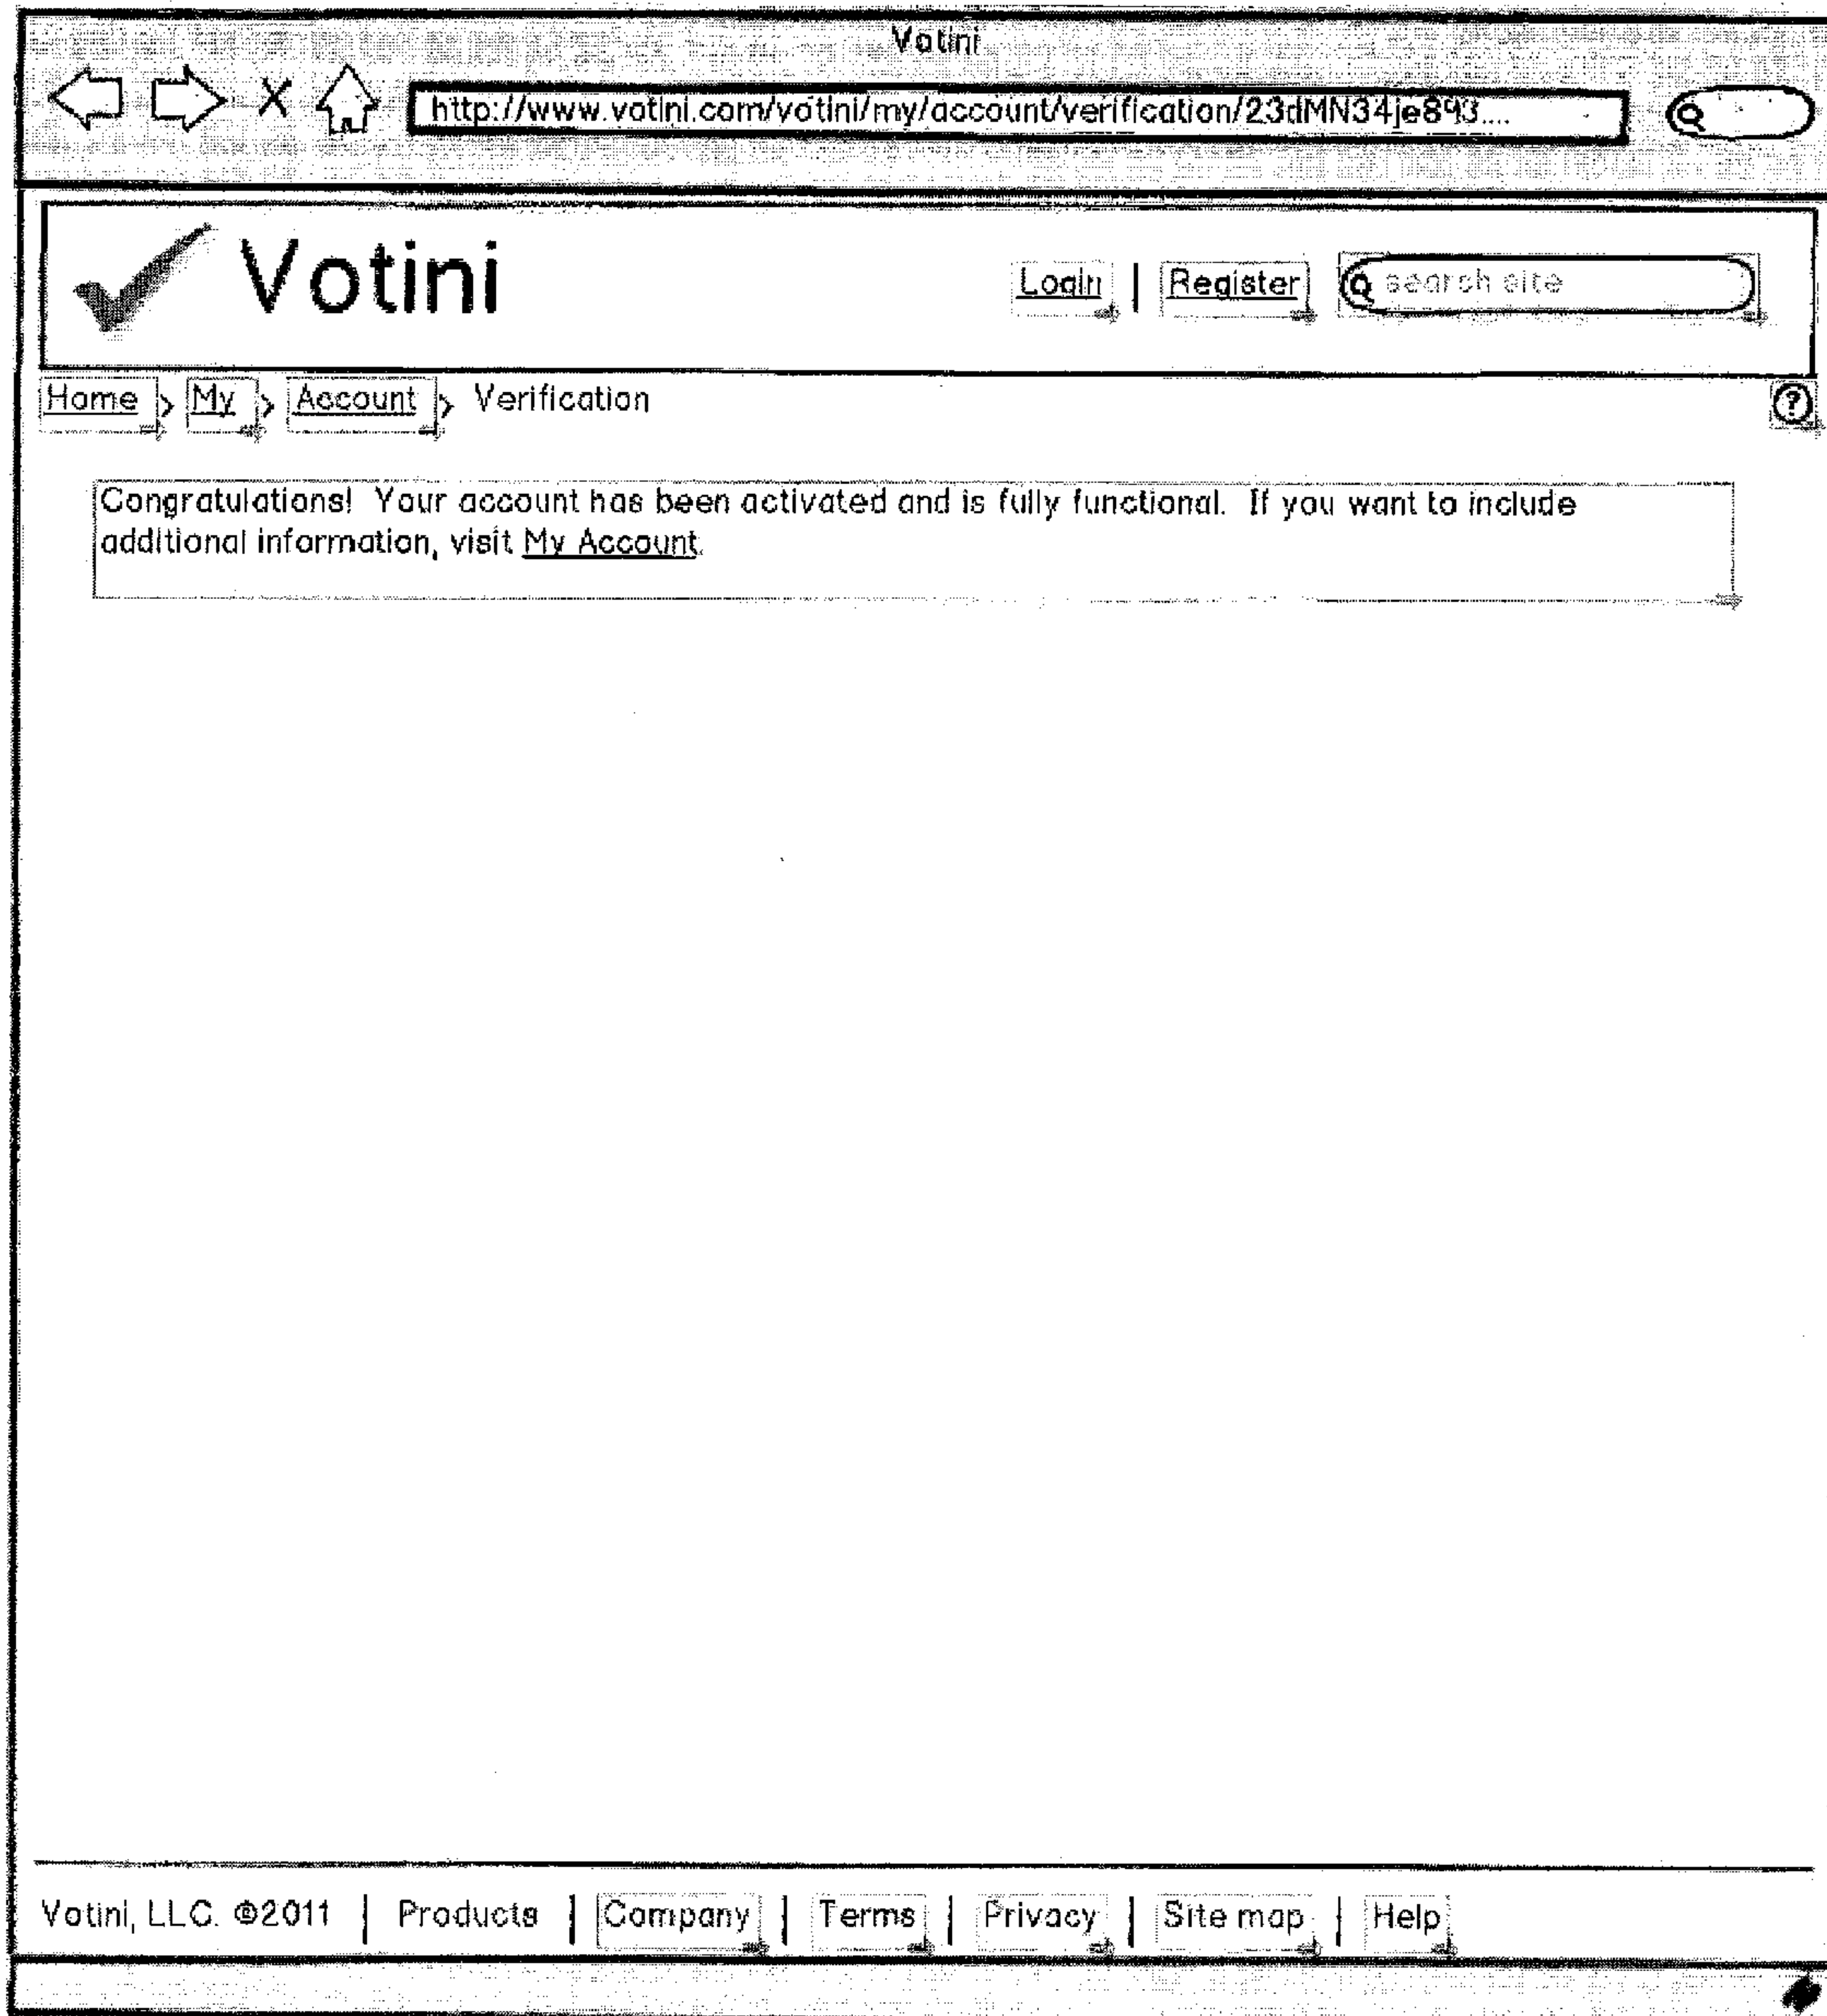 Votini
http://www.votini.com/votini/my/account/verification/23dMN34je893....
Votini
Login | Register search site
Home > My > Account > Verification ?
Congratulations! Your account has been activated and is fully functional. If you want to include
additional information, visit My Account.
Votini, LLC. ©2011 | Products | Company | Terms | Privacy | Site map | Help